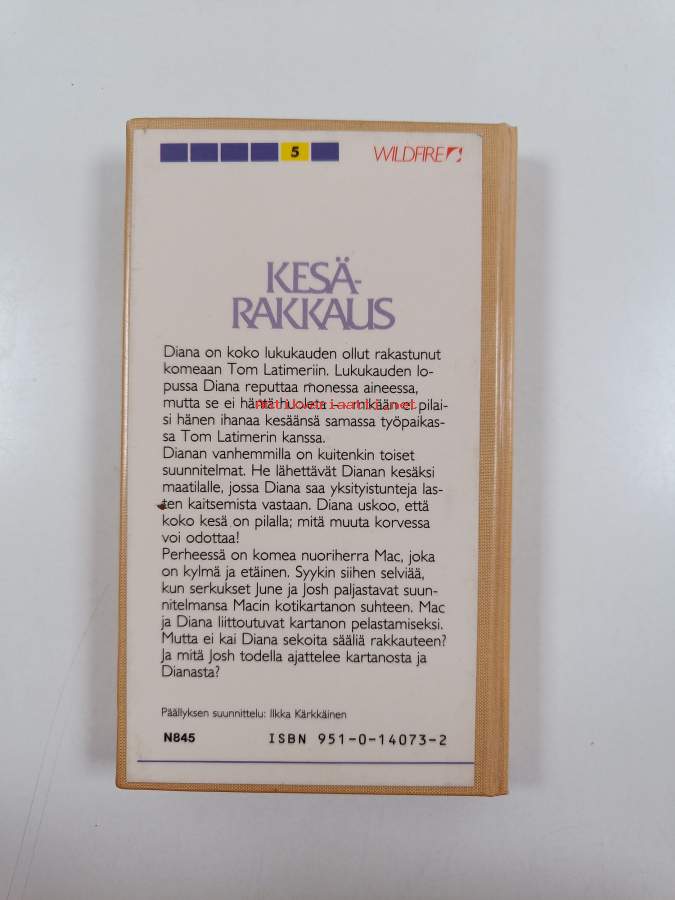 5 WILDFIRE
KESÄ-
RAKKAUS
Diana on koko lukukauden ollut rakastunut
komeaan Tom Latimeriin. Lukukauden lo-
pussa Diana reputtaa monessa aineessa,
mutta se ei häntä huoleta – mikään ei pilai-
si hänen ihanaa kesäänsä samassa työpaikas-
sa Tom Latimerin kanssa.
Dianan vanhemmilla on kuitenkin toiset
suunnitelmat. He lähettävät Dianan kesäksi
maatilalle, jossa Diana saa yksityistunteja las-
ten kaitsemista vastaan. Diana uskoo, että
koko kesä on pilalla; mitä muuta korvessa
voi odottaa!
Perheessä on komea nuoriherra Mac, joka
on kylmä ja etäinen. Syykin siihen selviää,
kun serkukset June ja Josh paljastavat suun-
nitelmansa Macin kotikartanon suhteen. Mac
ja Diana liittoutuvat kartanon pelastamiseksi.
Mutta ei kai Diana sekoita sääliä rakkauteen?
Ja mitä Josh todella ajattelee kartanosta ja
Dianasta?
Päällyksen suunnittelu: Ilkka Kärkkäinen
N845 ISBN 951-0-14073-2